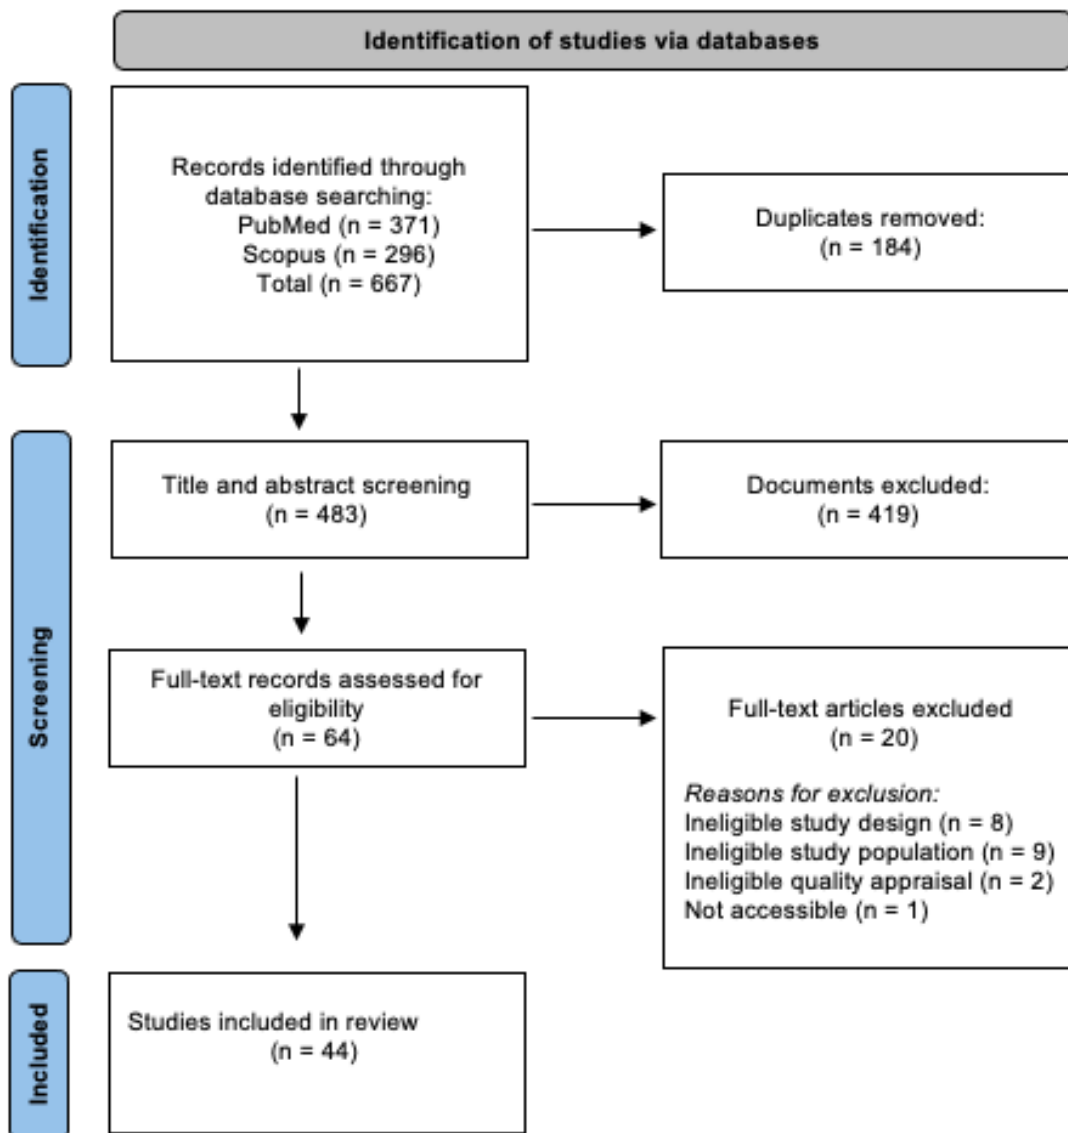 Identification of studies via databases
Identification
Records identified through
database searching:
PubMed (n = 371)
Scopus (n = 296)
Total (n = 667)
Duplicates removed:
(n = 184)
Screening
Title and abstract screening
(n = 483)
Documents excluded:
(n = 419)
Full-text records assessed for
eligibility
(n = 64)
Full-text articles excluded
(n = 20)
Reasons for exclusion:
Ineligible study design (n = 8)
Ineligible study population (n = 9)
Ineligible quality appraisal (n = 2)
Not accessible (n = 1)
Included
Studies included in review
(n = 44)